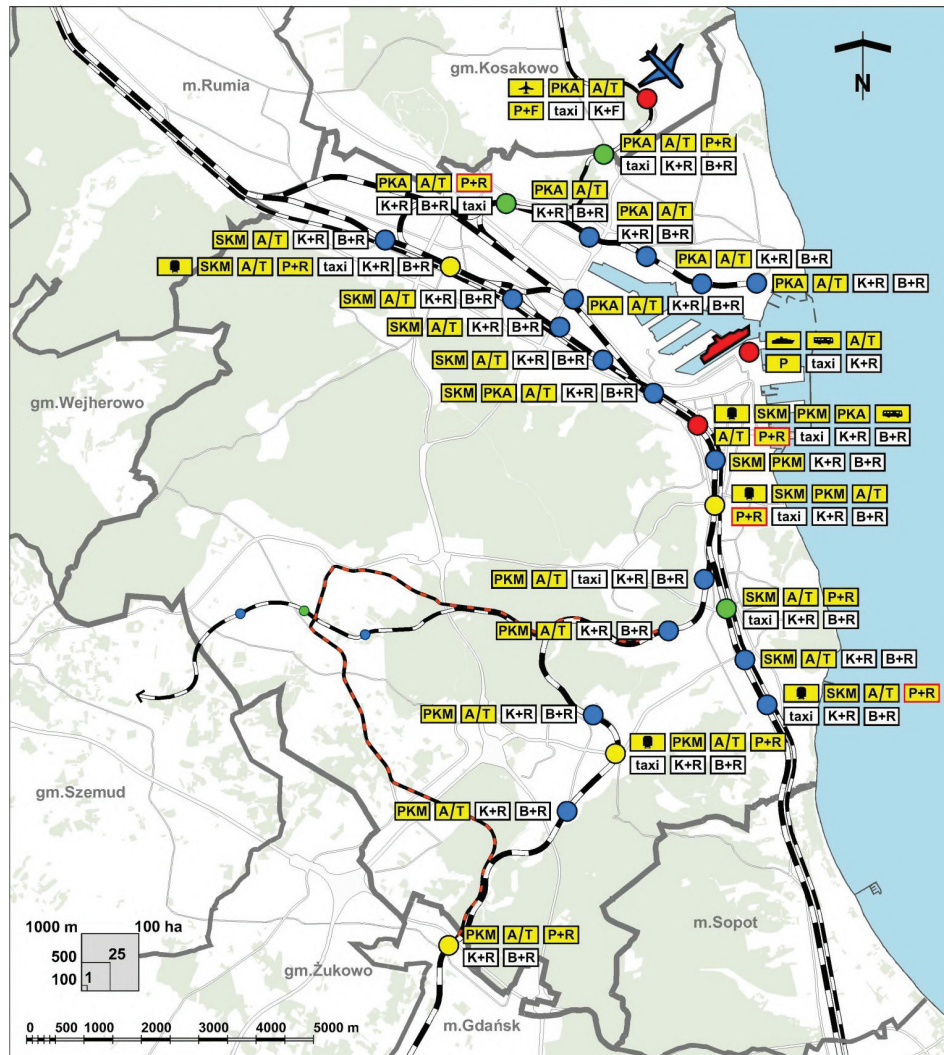 gm.Kosakowo
m.Rumia
N
PKA A/T
P+F taxi K+F
PKA A/T P+R
taxi K+R B+R
PKA A/T P+R
K+R B+R taxi
PKA A/T
K+R B+R
PKA A/T
K+R B+R
SKM A/T K+R B+R
PKA A/T K+R B+R
SKM A/T P+R taxi K+R B+R
PKA A/T K+R B+R
SKM A/T K+R B+R
PKA A/T K+R B+R
SKM A/T K+R B+R
A/T
P taxi K+R
SKM A/T K+R B+R
gm.Wejherowo
SKM PKA A/T K+R B+R
SKM PKM PKA
A/T P+R taxi K+R B+R
SKM PKM K+R B+R
SKM PKM A/T
P+R taxi K+R B+R
PKM A/T taxi K+R B+R
SKM A/T P+R
taxi K+R B+R
PKM A/T K+R B+R
SKM A/T K+R B+R
SKM A/T P+R
taxi K+R B+R
PKM A/T K+R B+R
PKM A/T P+R
taxi K+R B+R
gm.Szemud
PKM A/T K+R B+R
m.Sopot
1000 m 100 ha
500 25
100 1
PKM A/T P+R
K+R B+R
gm.Żukowo
m.Gdańsk
0 500 1000 2000 3000 4000 5000 m